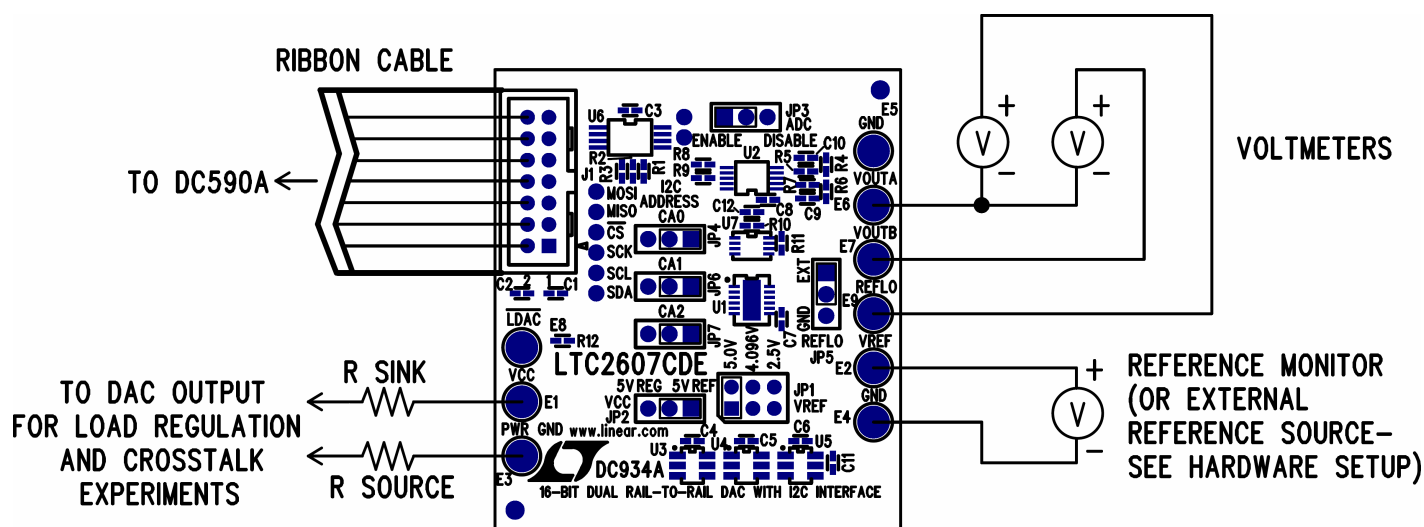 RIBBON CABLE
TO DC590A
TO DAC OUTPUT
FOR LOAD REGULATION
AND CROSSTALK
EXPERIMENTS
R SINK
R SOURCE
U6
C3
JP3
ADC
ENABLE
DISABLE
E5
GND
R2
R3
R1
J1
R8
R9
U2
R5
C10
R4
R7
R6
C8
C9
I2C
ADDRESS
MOSI
MISO
CS
SCK
SCL
SDA
CA0
JP4
CA1
JP6
CA2
JP7
C12
U7
R10
R11
U1
C7
VOUTA
E6
VOUTB
E7
REFLO
E9
EXT
GND
REFLO
JP5
VREF
E2
GND
E4
C2
2
1
C1
LDAC
E8
R12
LTC2607CDE
VCC
E1
5V REG
5V REF
VCC
JP2
5.0V
4.096V
2.5V
JP1
VREF
PWR GND
E3
www.linear.com
DC934A
C4
U3
U4
C5
C6
U5
C11
16-BIT DUAL RAIL-TO-RAIL DAC WITH I2C INTERFACE
+
V
-
+
V
-
VOLTMETERS
+
V
-
REFERENCE MONITOR
(OR EXTERNAL
REFERENCE SOURCE-
SEE HARDWARE SETUP)